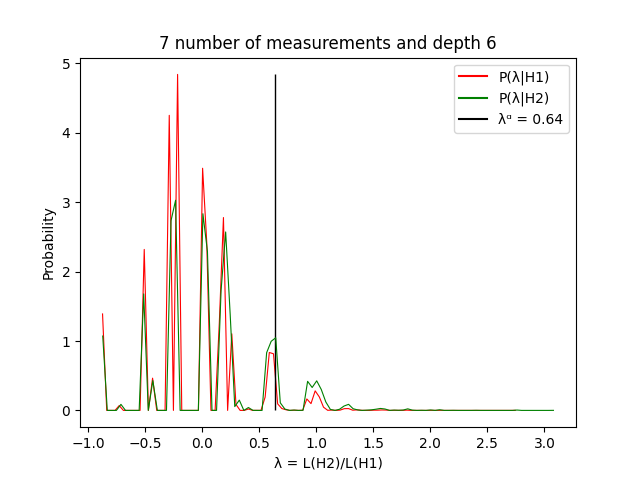 7 number of measurements and depth 6
P(λ|H1)
P(λ|H2)
λᵅ = 0.64
Probability
5
4
3
2
1
0
−1.0 −0.5 0.0 0.5 1.0 1.5 2.0 2.5 3.0
λ = L(H2)/L(H1)